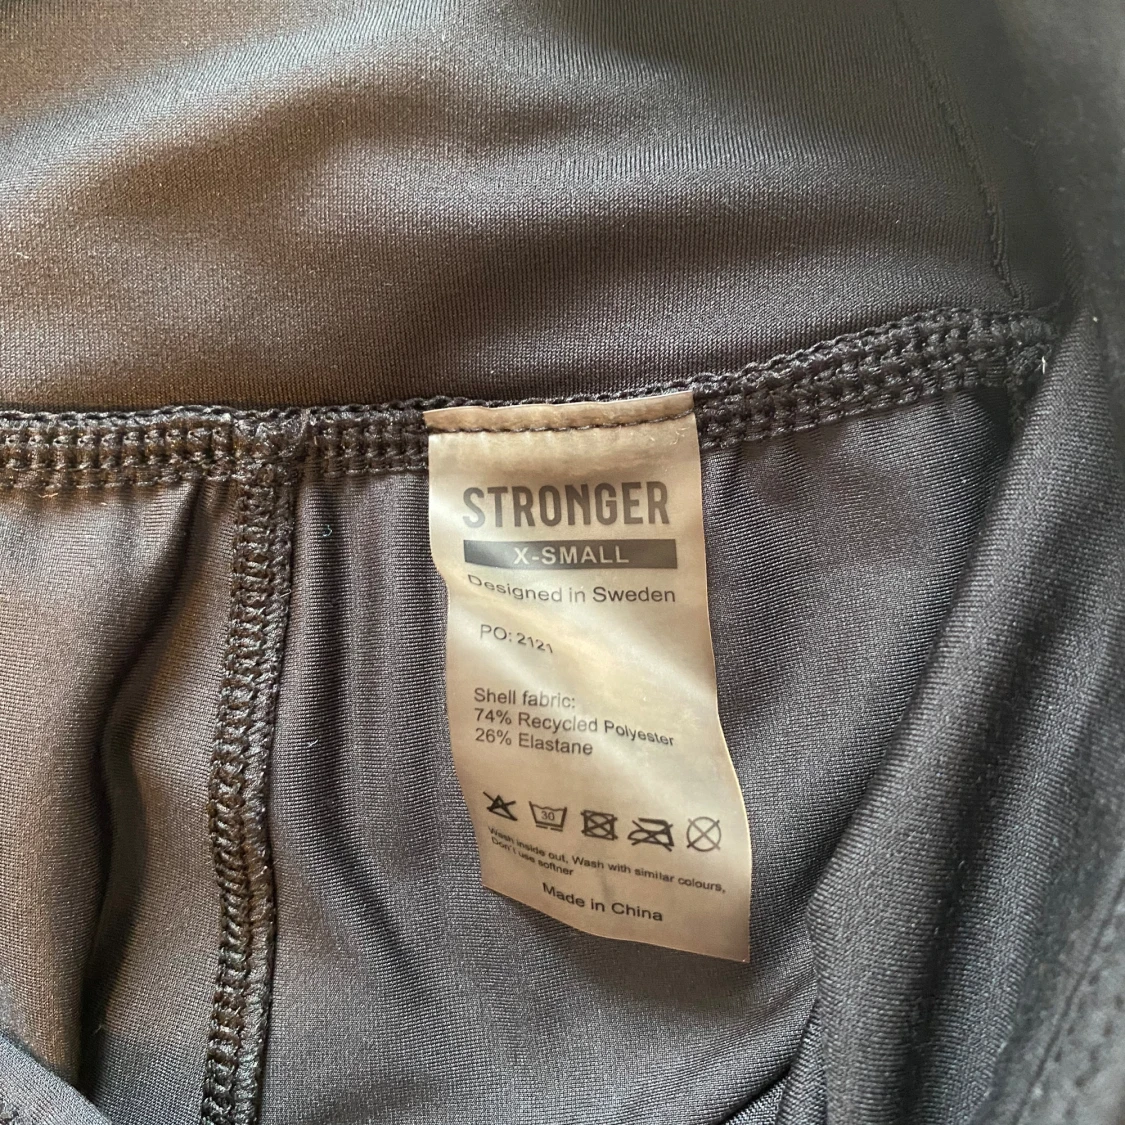 STRONGER
X-SMALL
Designed in Sweden
PO: 2121
Shell fabric:
74% Recycled Polyester
26% Elastane
30
Wash inside out, Wash with similar colours,
Don't use softner
Made in China